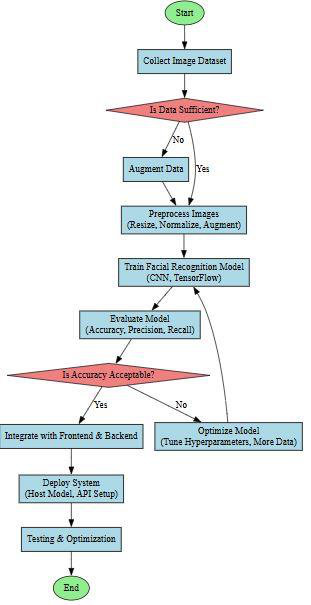 Start
Collect Image Dataset
Is Data Sufficient?
No
Yes
Augment Data
Preprocess Images
(Resize, Normalize, Augment)
Train Facial Recognition Model
(CNN, TensorFlow)
Evaluate Model
(Accuracy, Precision, Recall)
Is Accuracy Acceptable?
Yes
No
Integrate with Frontend & Backend
Optimize Model
(Tune Hyperparameters, More Data)
Deploy System
(Host Model, API Setup)
Testing & Optimization
End